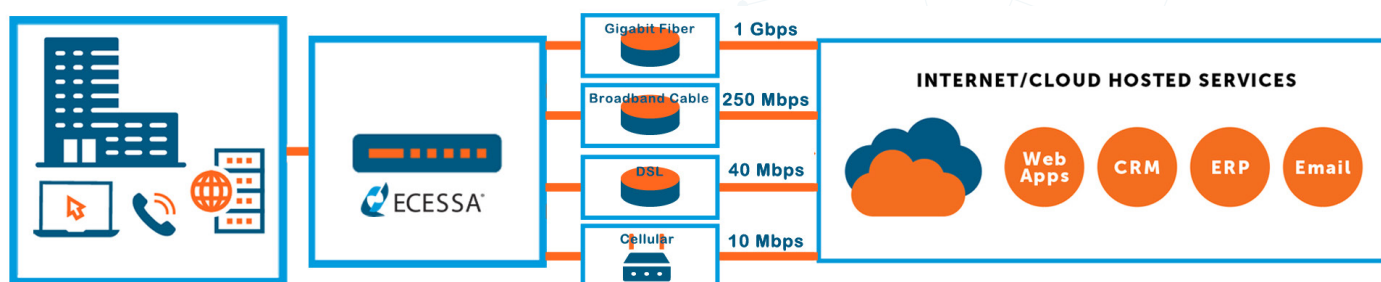 ECESSA
Gigabit Fiber
1 Gbps
Broadband Cable
250 Mbps
DSL
40 Mbps
Cellular
10 Mbps
INTERNET/CLOUD HOSTED SERVICES
Web
Apps
CRM
ERP
Email